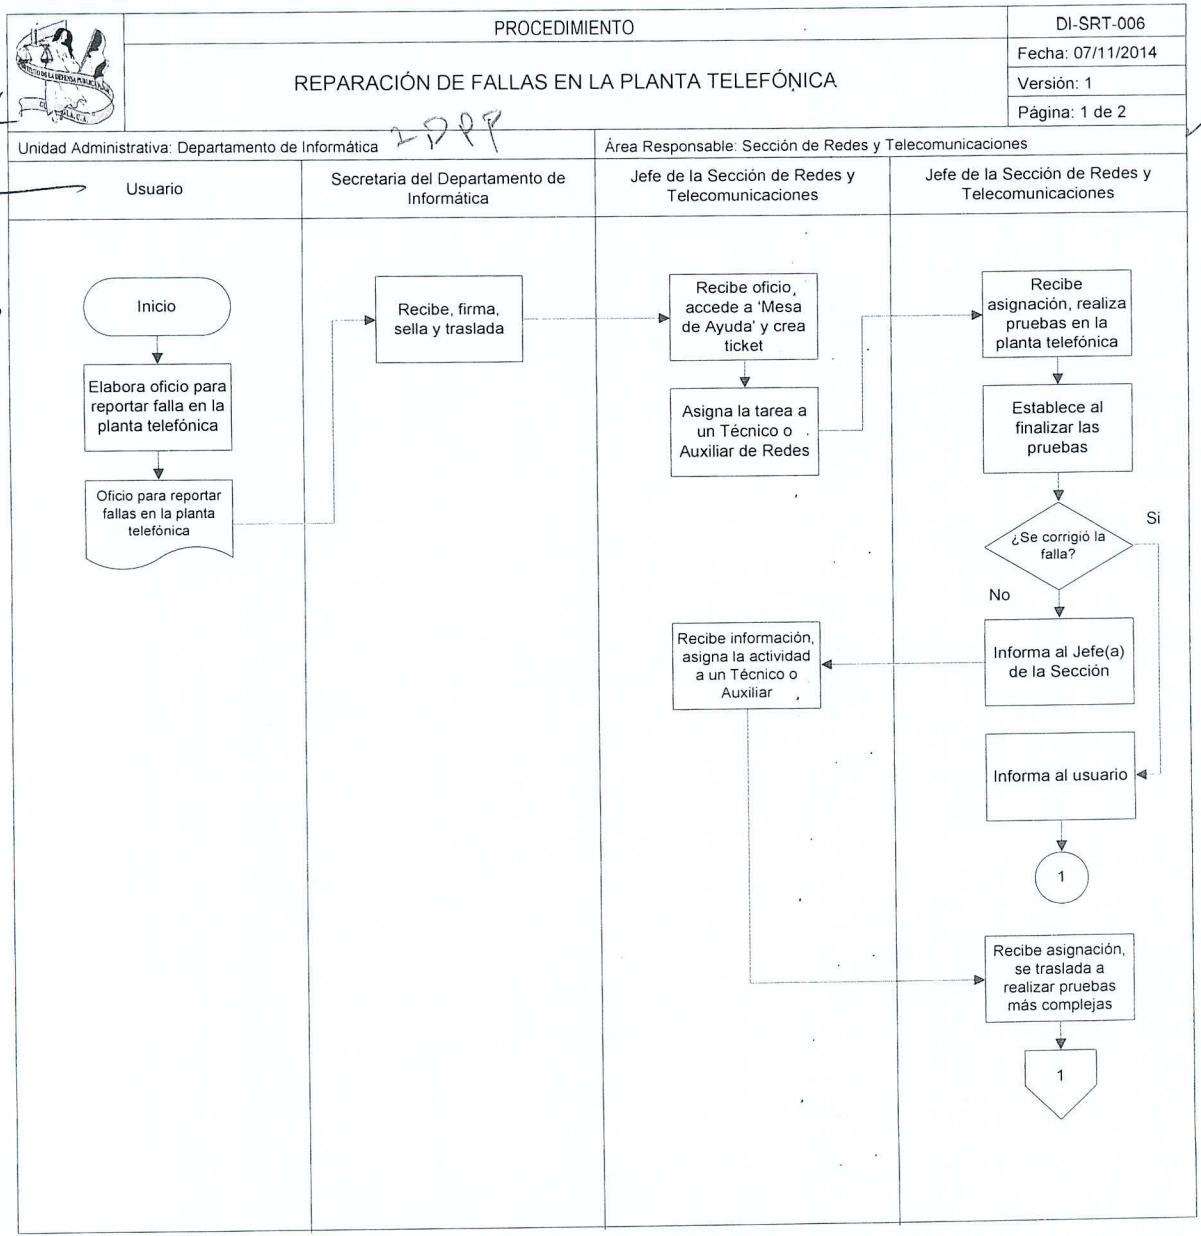 PROCEDIMIENTO
DI-SRT-006
REPARACIÓN DE FALLAS EN LA PLANTA TELEFÓNICA
Fecha: 07/11/2014
Versión: 1
Página: 1 de 2
IDPP
Unidad Administrativa: Departamento de Informática
Área Responsable: Sección de Redes y Telecomunicaciones
Usuario
Secretaria del Departamento de
Informática
Jefe de la Sección de Redes y
Telecomunicaciones
Jefe de la Sección de Redes y
Telecomunicaciones
Inicio
Elabora oficio para
reportar falla en la
planta telefónica
Oficio para reportar
fallas en la planta
telefónica
Recibe, firma,
sella y traslada
Recibe oficio,
accede a ‘Mesa
de Ayuda’ y crea
ticket
Asigna la tarea a
un Técnico o
Auxiliar de Redes
Recibe
asignación, realiza
pruebas en la
planta telefónica
Establece al
finalizar las
pruebas
¿Se corrigió la
falla?
Si
No
Informa al Jefe(a)
de la Sección
Recibe información,
asigna la actividad
a un Técnico o
Auxiliar
Informa al usuario
1
Recibe asignación,
se traslada a
realizar pruebas
más complejas
1